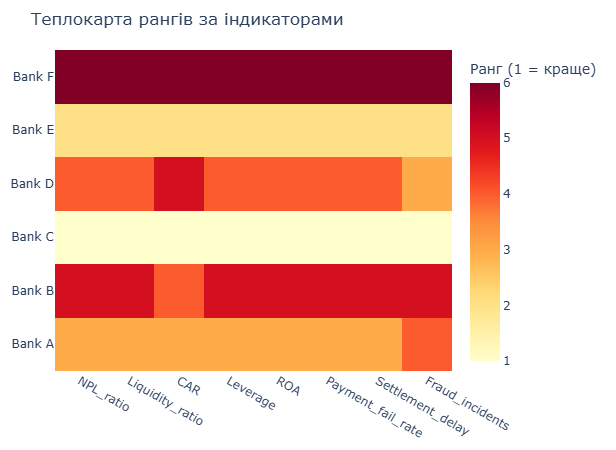 Теплокарта рангів за індикаторами
Ранг (1 = краще)
Bank F
Bank E
Bank D
Bank C
Bank B
Bank A
6
5
4
3
2
1
NPL_ratio
Liquidity_ratio
CAR
Leverage
ROA
Payment_fail_rate
Settlement_delay
Fraud_incidents